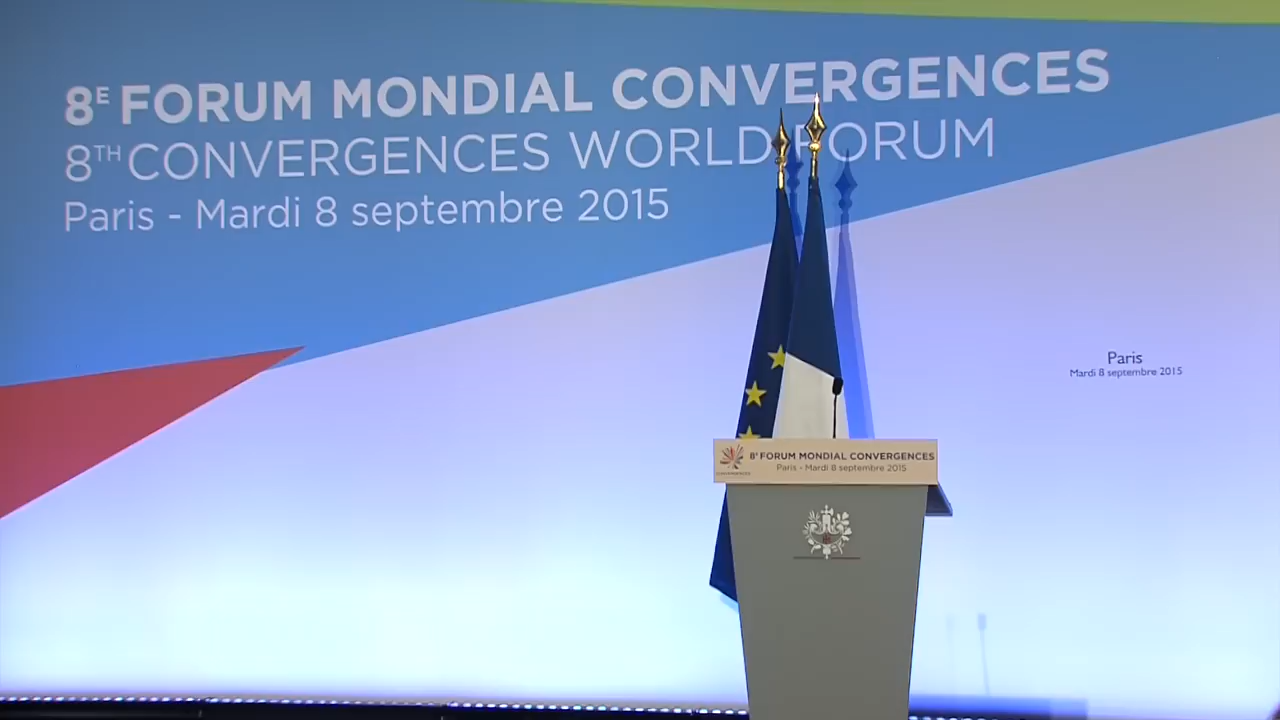 8E FORUM MONDIAL CONVERGENCES
8TH CONVERGENCES WORLD FORUM
Paris - Mardi 8 septembre 2015
Paris
Mardi 8 septembre 2015
8e FORUM MONDIAL CONVERGENCES
Paris - Mardi 8 septembre 2015
CONVERGENCES